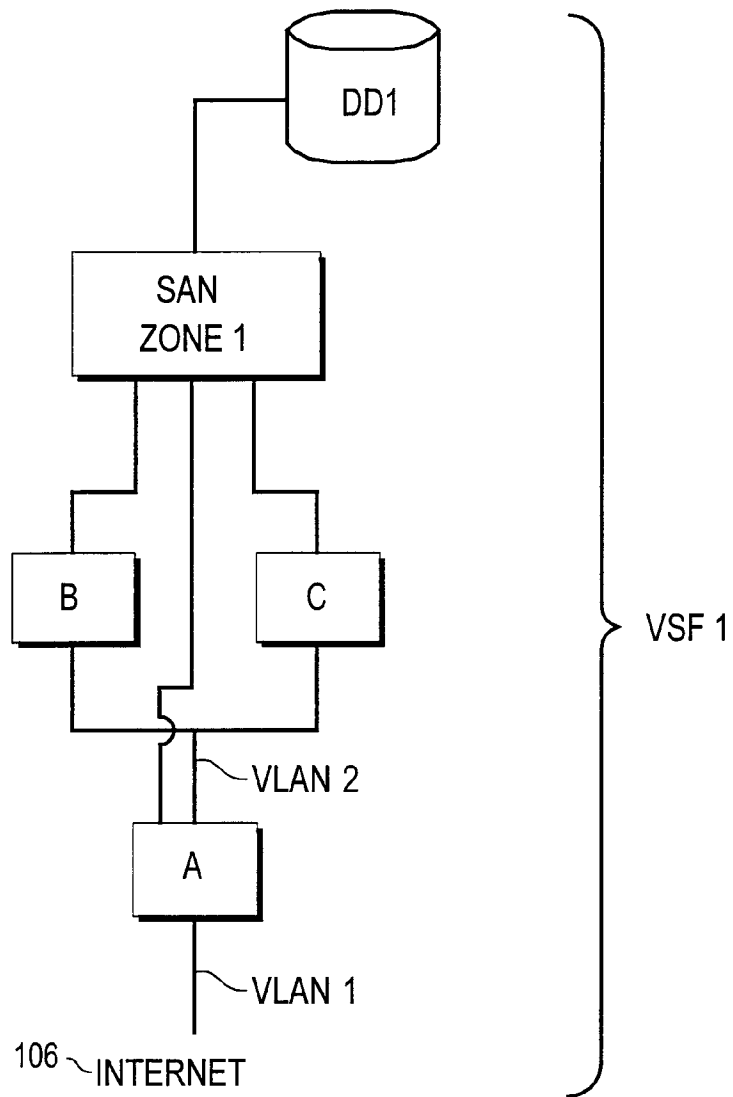 DD1
SAN
ZONE 1
B
C
VSF 1
VLAN 2
A
VLAN 1
106 INTERNET